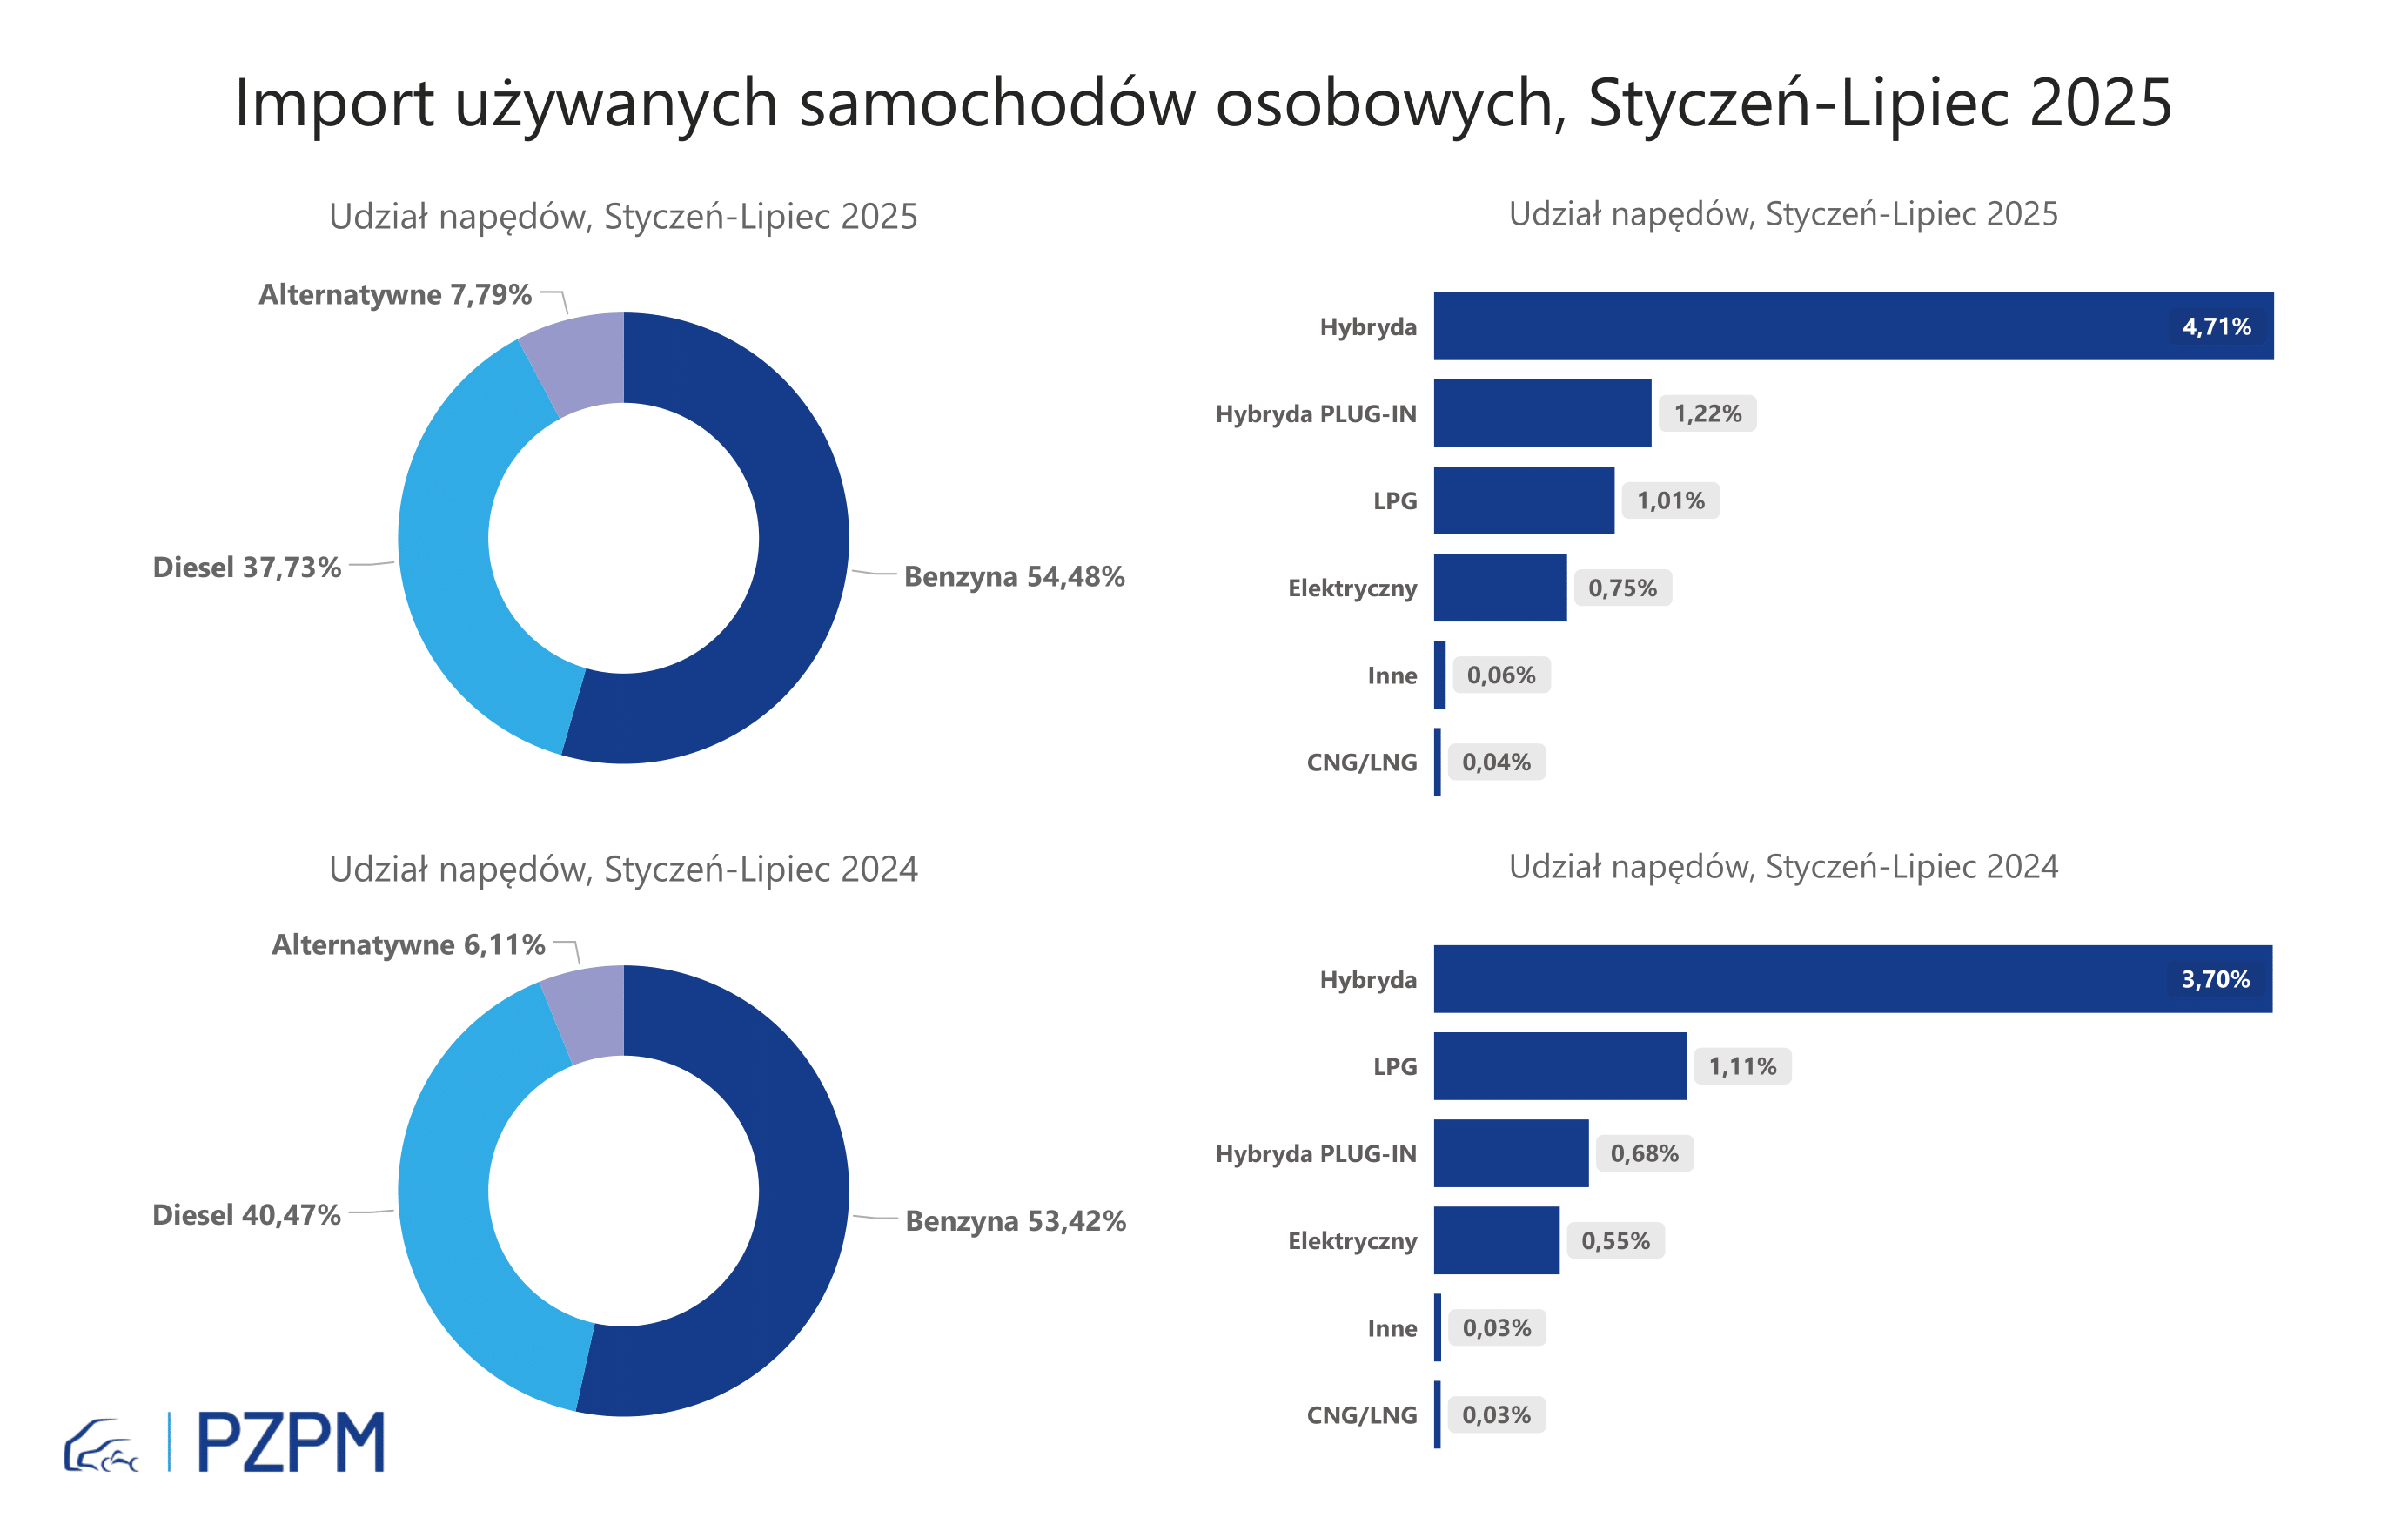 Import używanych samochodów osobowych, Styczeń-Lipiec 2025
Udział napędów, Styczeń-Lipiec 2025
Alternatywne 7,79%
Diesel 37,73%
Benzyna 54,48%
Udział napędów, Styczeń-Lipiec 2025
Hybryda 4,71%
Hybryda PLUG-IN 1,22%
LPG 1,01%
Elektryczny 0,75%
Inne 0,06%
CNG/LNG 0,04%
Udział napędów, Styczeń-Lipiec 2024
Alternatywne 6,11%
Diesel 40,47%
Benzyna 53,42%
Udział napędów, Styczeń-Lipiec 2024
Hybryda 3,70%
LPG 1,11%
Hybryda PLUG-IN 0,68%
Elektryczny 0,55%
Inne 0,03%
CNG/LNG 0,03%
PZPM